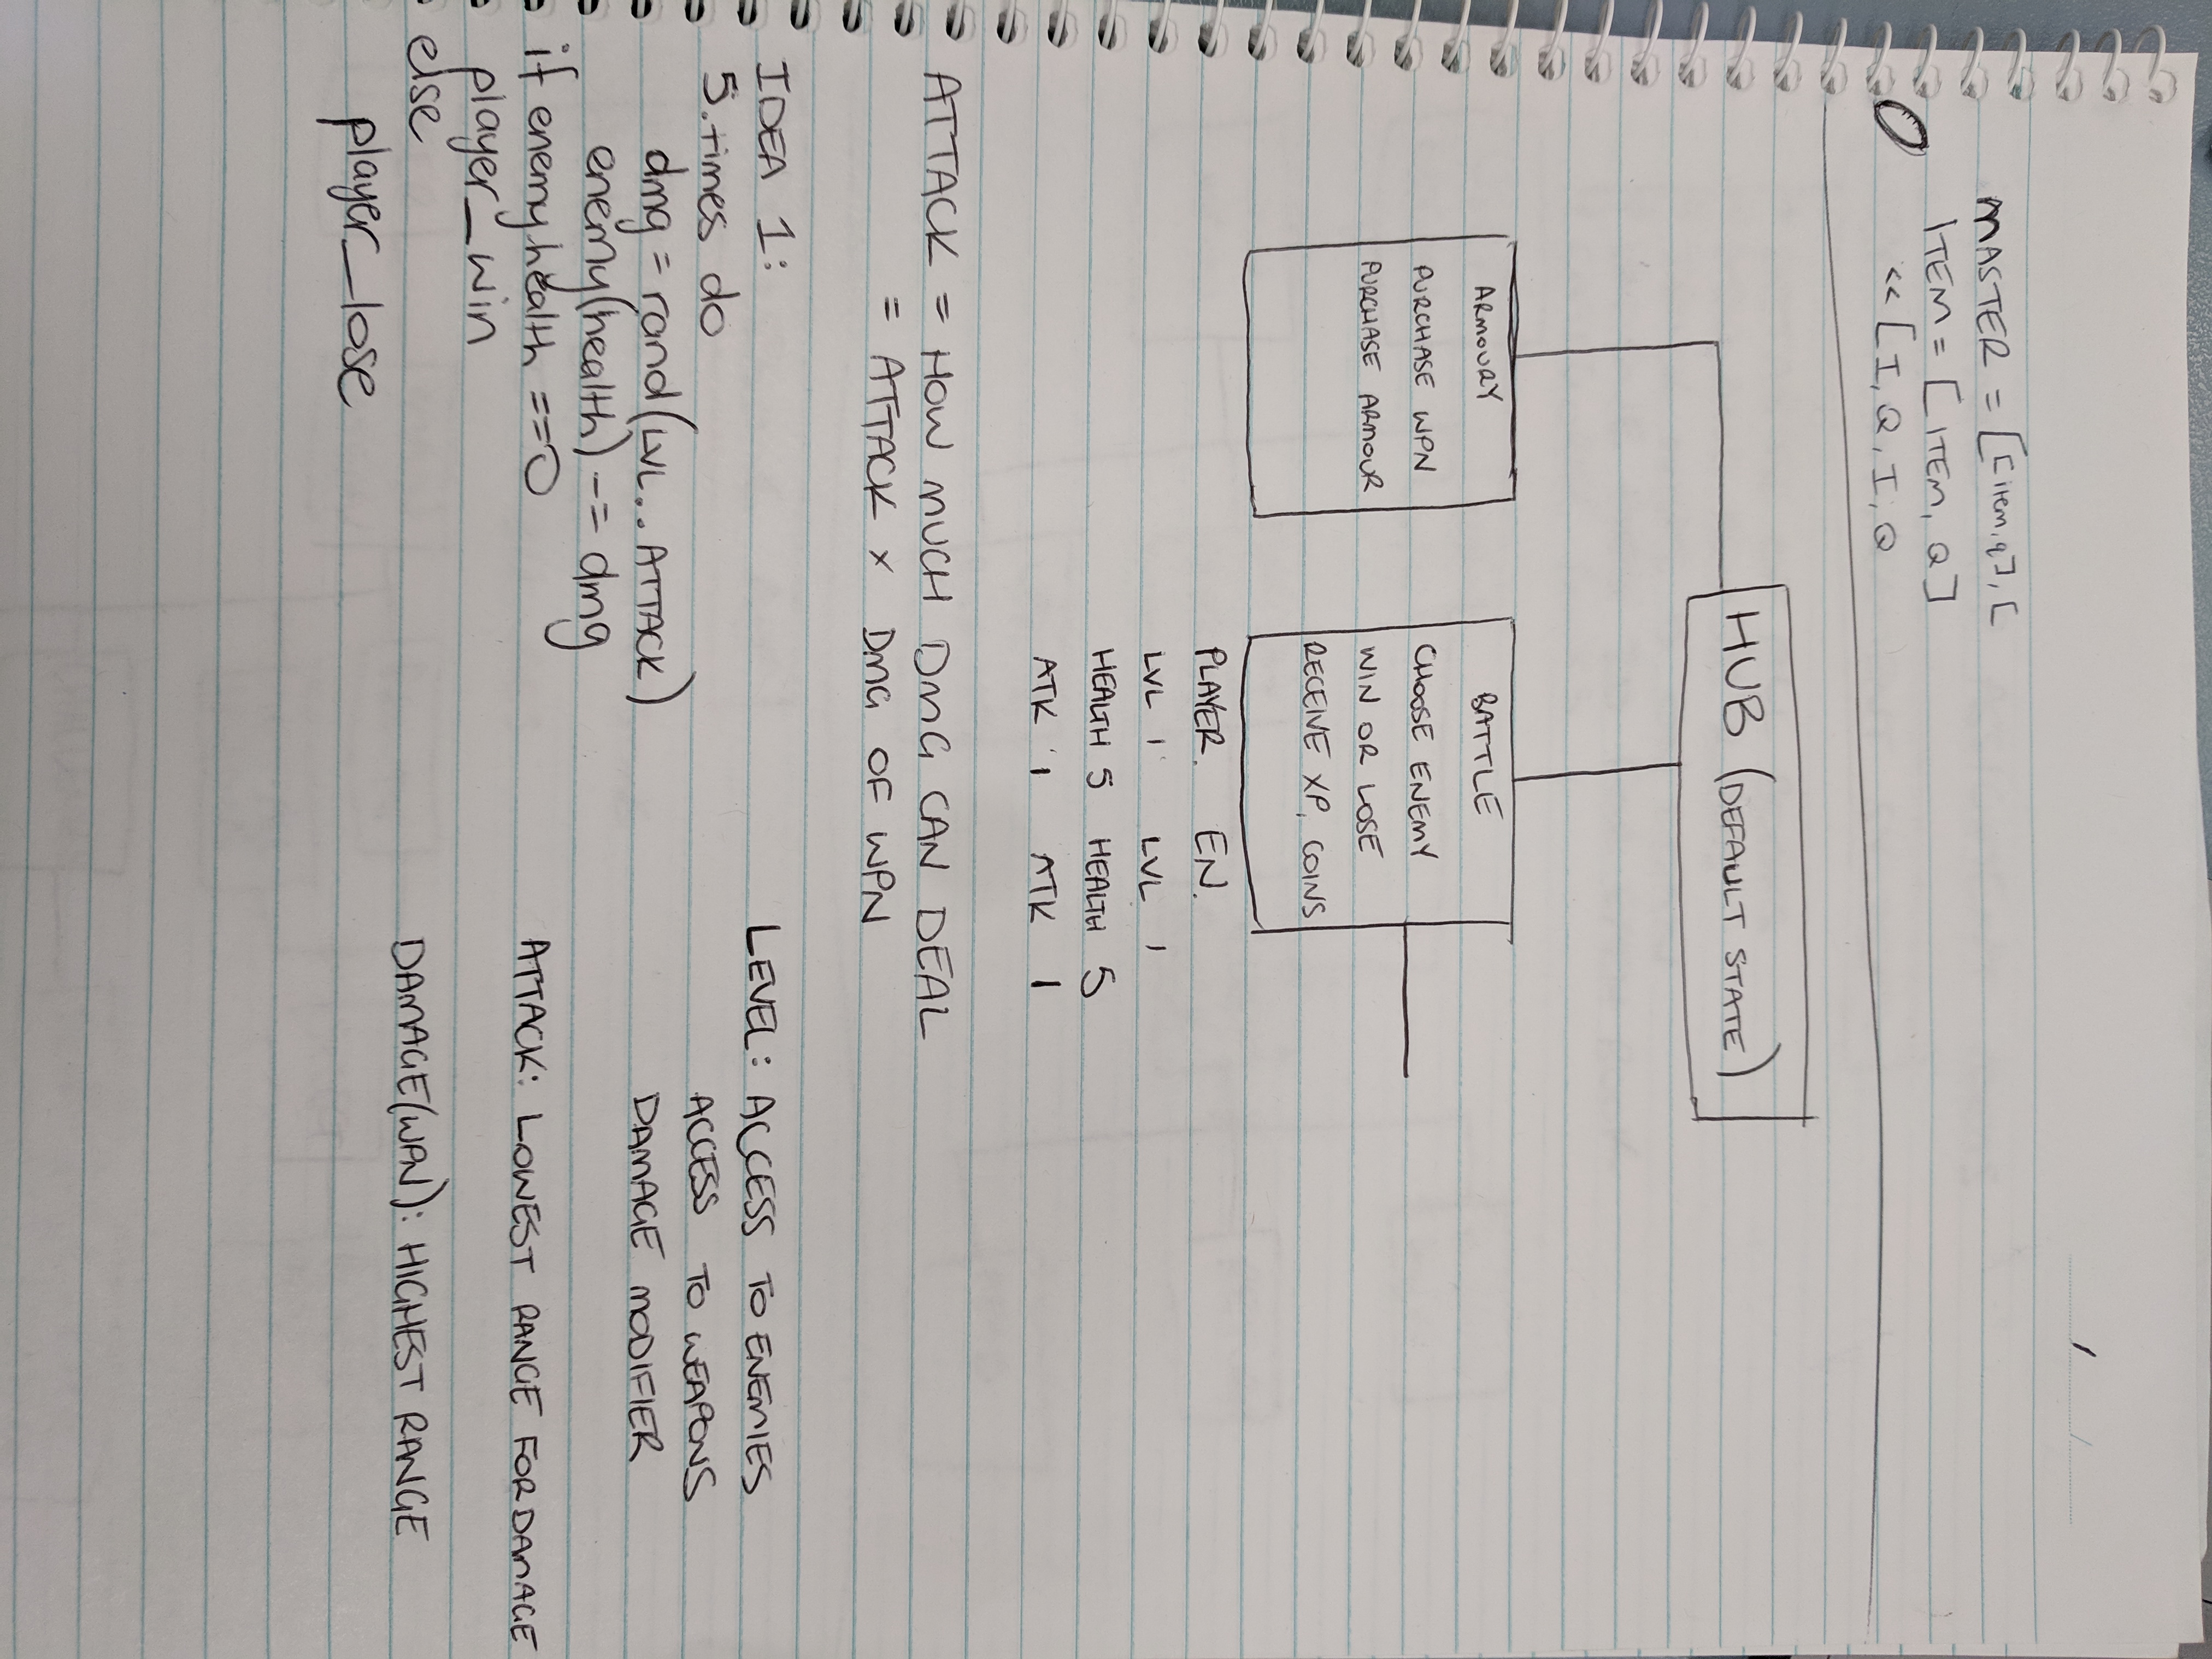 MASTER = [[item, q], [
ITEM = [ITEM, Q]
<< [I, Q, I, Q
HUB (DEFAULT STATE)
ARMOURY
PURCHASE WPN
PURCHASE ARMOUR
BATTLE
CHOOSE ENEMY
WIN OR LOSE
RECEIVE XP, COINS
PLAYER. EN.
LVL 1 LVL 1
HEALTH 5 HEALTH 5
ATK 1 ATK 1
ATTACK = HOW MUCH DMG CAN DEAL
= ATTACK x DMG OF WPN
IDEA 1:
5.times do
dmg = rand(LVL..ATTACK)
enemy(health) -= dmg
if enemy.health ==0
player_win
else
player_lose
LEVEL: ACCESS TO ENEMIES
ACCESS TO WEAPONS
DAMAGE MODIFIER
ATTACK: LOWEST RANGE FOR DAMAGE
DAMAGE(WPN): HIGHEST RANGE